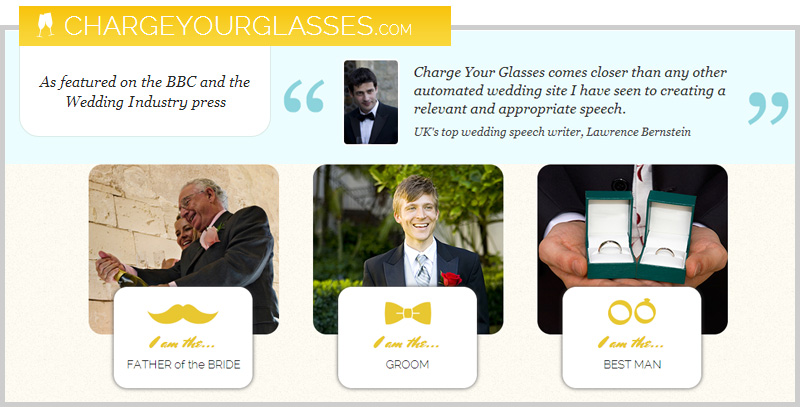 CHARGEYOURGLASSES.COM
As featured on the BBC and the
Wedding Industry press
“
Charge Your Glasses comes closer than any other
automated wedding site I have seen to creating a
relevant and appropriate speech.
”
UK's top wedding speech writer, Lawrence Bernstein
I am the...
FATHER of the BRIDE
I am the...
GROOM
I am the...
BEST MAN